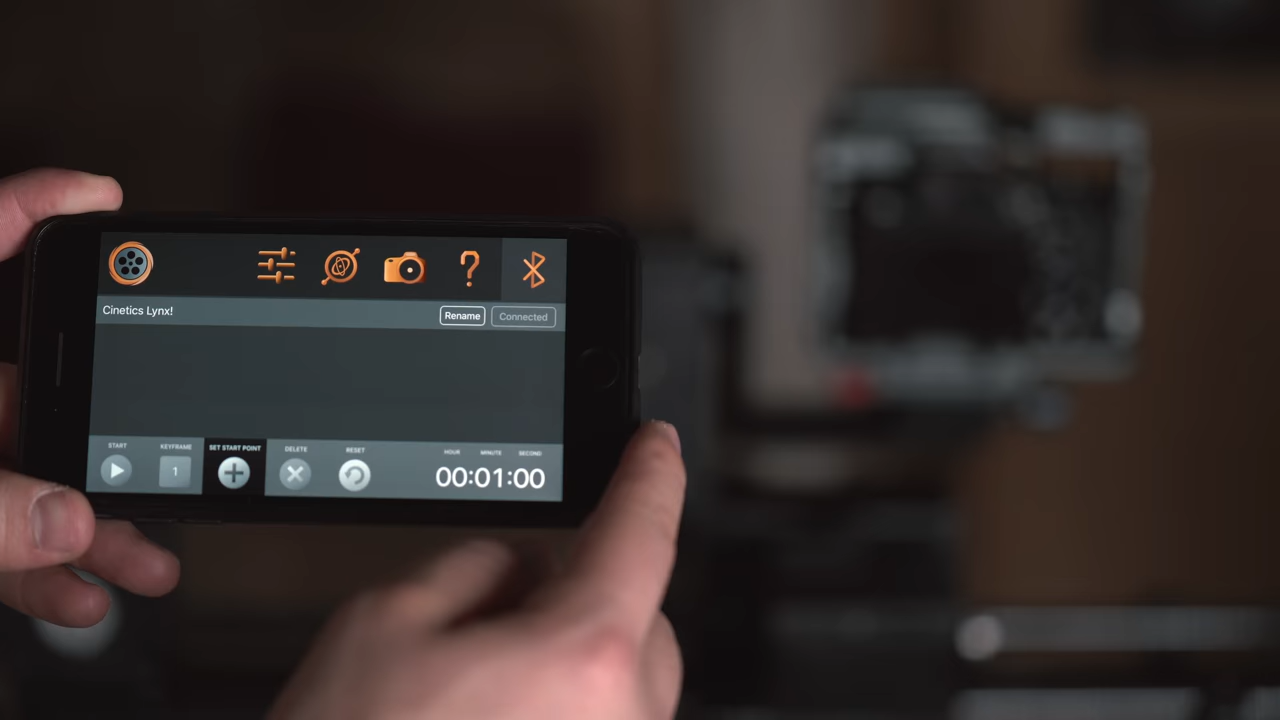 Cinetics Lynx!
Rename
Connected
START
KEYFRAME
SET START POINT
DELETE
RESET
HOUR
MINUTE
SECOND
1
00:01:00